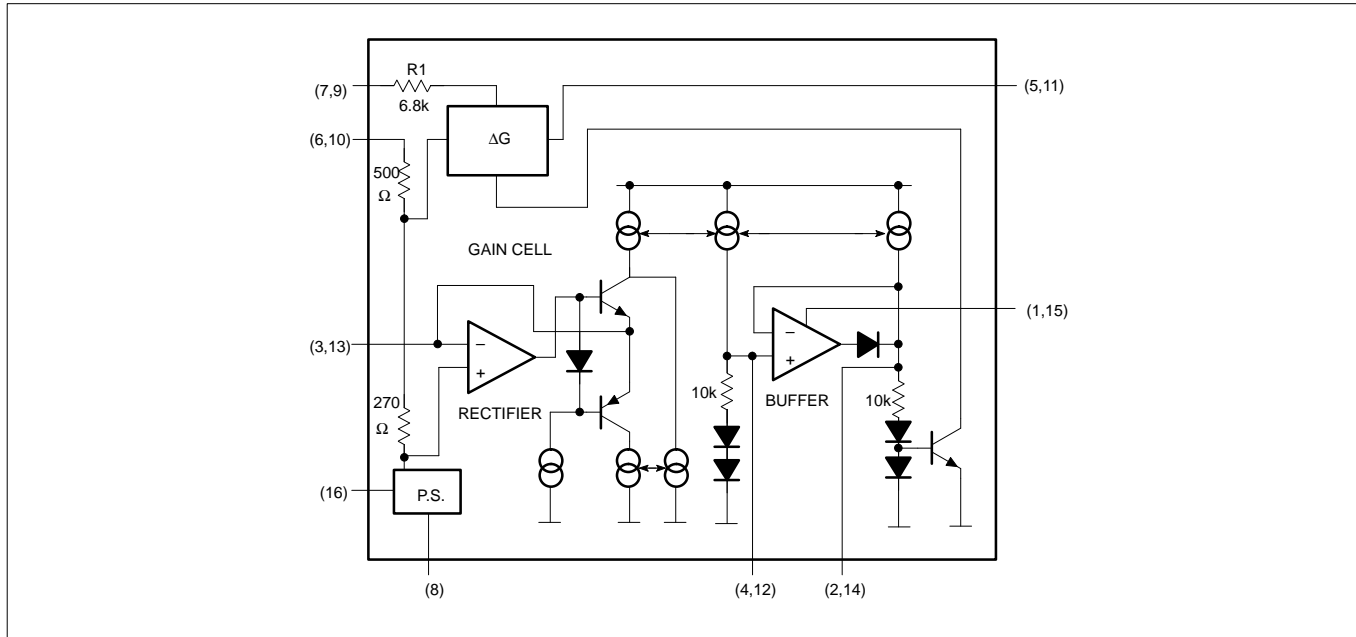 R1
(7,9)
6.8k
(5,11)
(6,10)
ΔG
500
Ω
GAIN CELL
(1,15)
(3,13)
−
+
−
+
10k
BUFFER
10k
270
Ω
RECTIFIER
(16)
P.S.
(8)
(4,12)
(2,14)